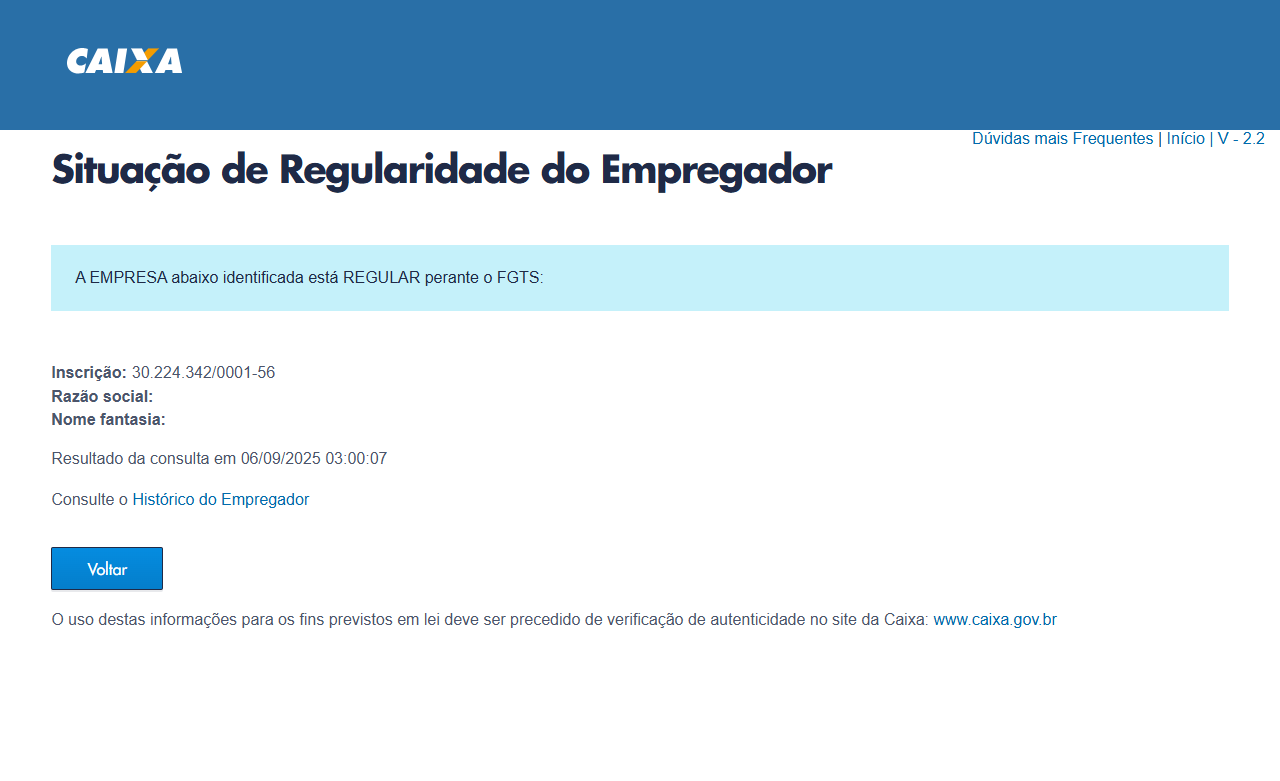 CAIXA
Dúvidas mais Frequentes | Início | V - 2.2
Situação de Regularidade do Empregador
A EMPRESA abaixo identificada está REGULAR perante o FGTS:
Inscrição: 30.224.342/0001-56
Razão social:
Nome fantasia:
Resultado da consulta em 06/09/2025 03:00:07
Consulte o Histórico do Empregador
Voltar
O uso destas informações para os fins previstos em lei deve ser precedido de verificação de autenticidade no site da Caixa: www.caixa.gov.br